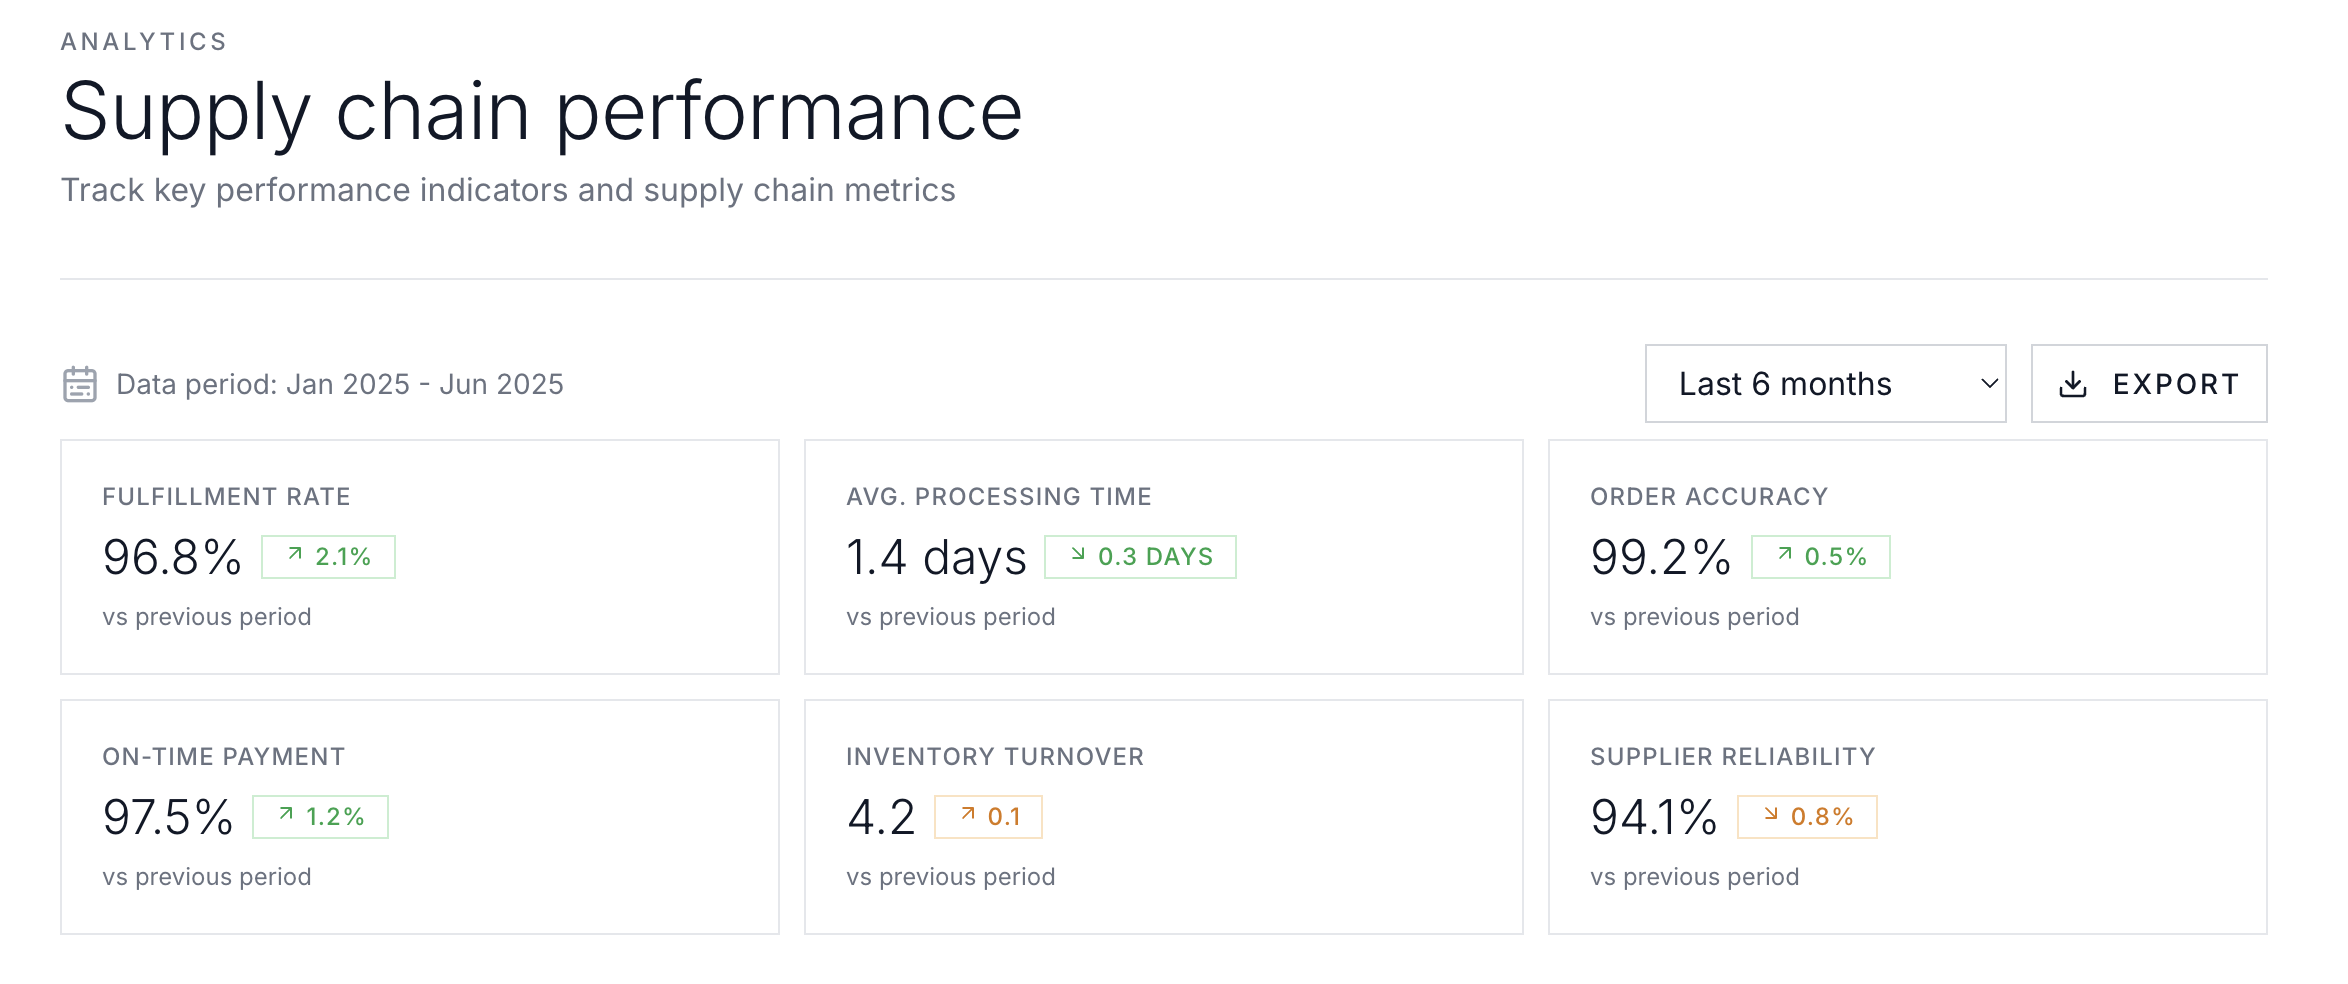 ANALYTICS
Supply chain performance
Track key performance indicators and supply chain metrics
Data period: Jan 2025 - Jun 2025
Last 6 months
EXPORT
FULFILLMENT RATE
96.8% ↗ 2.1%
vs previous period
AVG. PROCESSING TIME
1.4 days ↘ 0.3 DAYS
vs previous period
ORDER ACCURACY
99.2% ↗ 0.5%
vs previous period
ON-TIME PAYMENT
97.5% ↗ 1.2%
vs previous period
INVENTORY TURNOVER
4.2 ↗ 0.1
vs previous period
SUPPLIER RELIABILITY
94.1% ↘ 0.8%
vs previous period